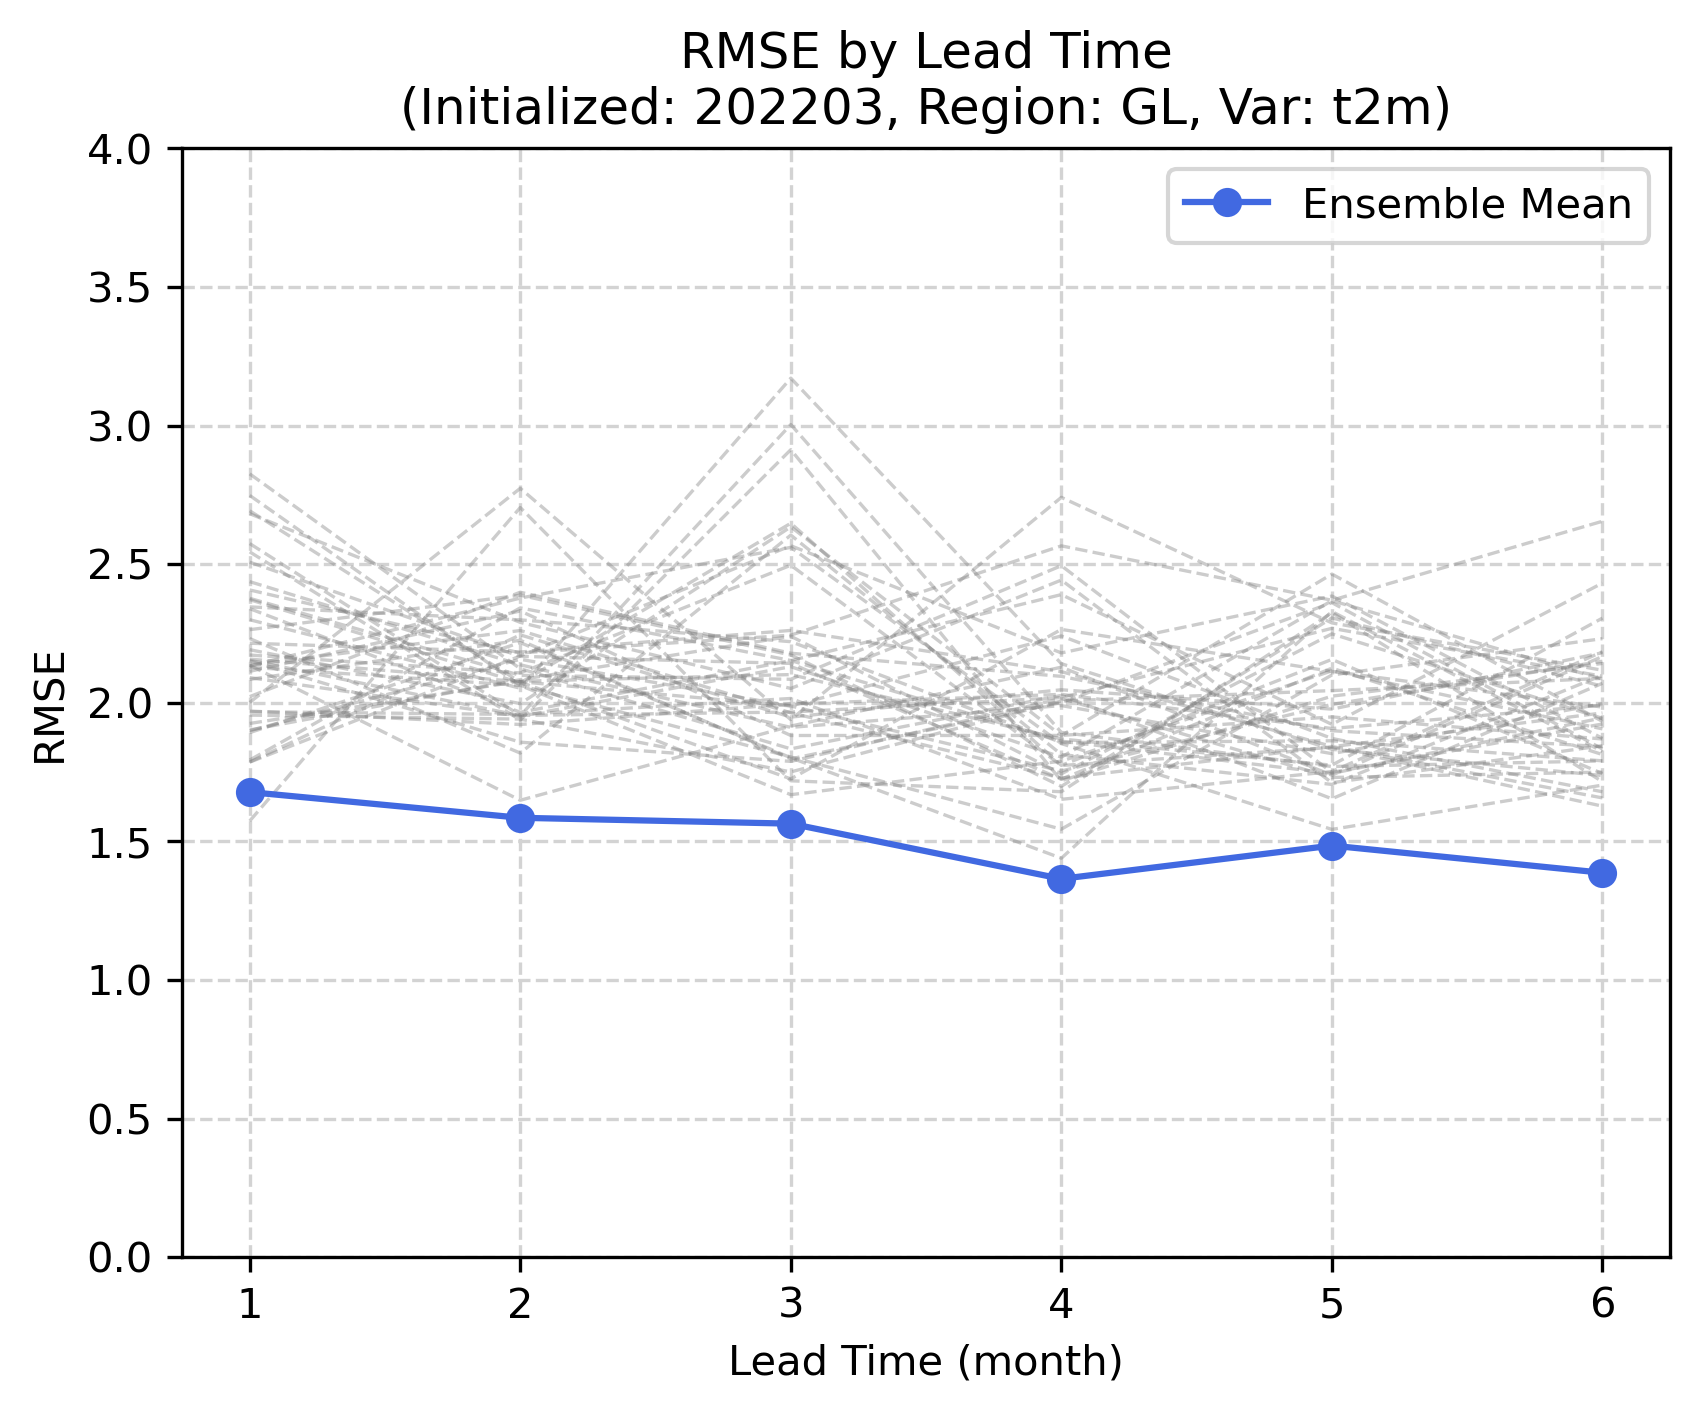 RMSE by Lead Time
(Initialized: 202203, Region: GL, Var: t2m)
Ensemble Mean
4.0
3.5
3.0
2.5
2.0
1.5
1.0
0.5
0.0
RMSE
1 2 3 4 5 6
Lead Time (month)